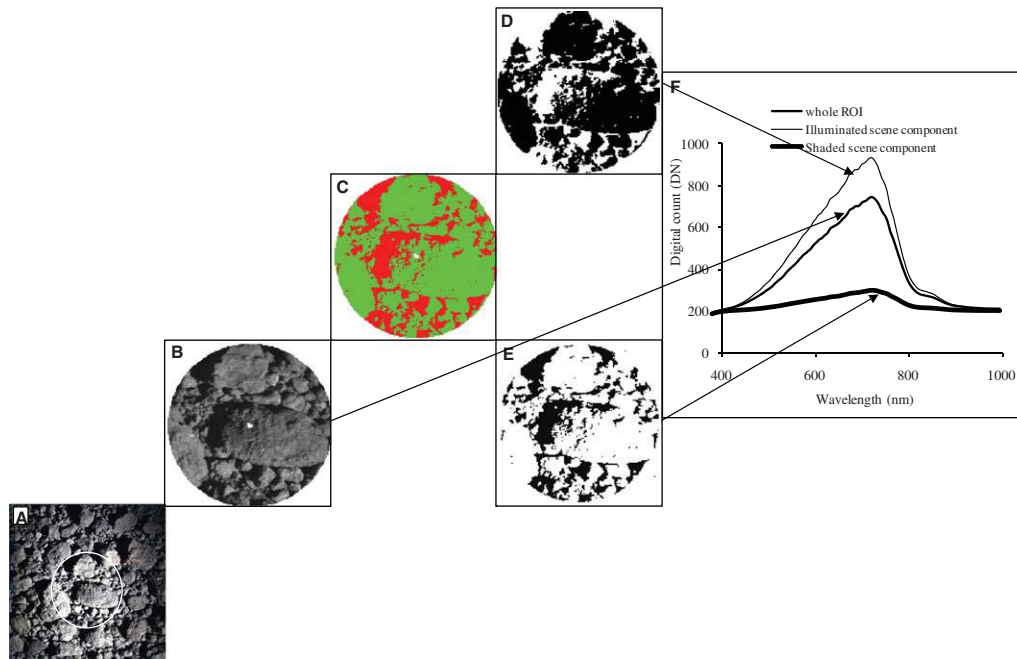 D
F
whole ROI
Illuminated scene component
Shaded scene component
1000
800
600
400
200
0
Digital count (DN)
400
600
800
1000
Wavelength (nm)
C
B
E
A